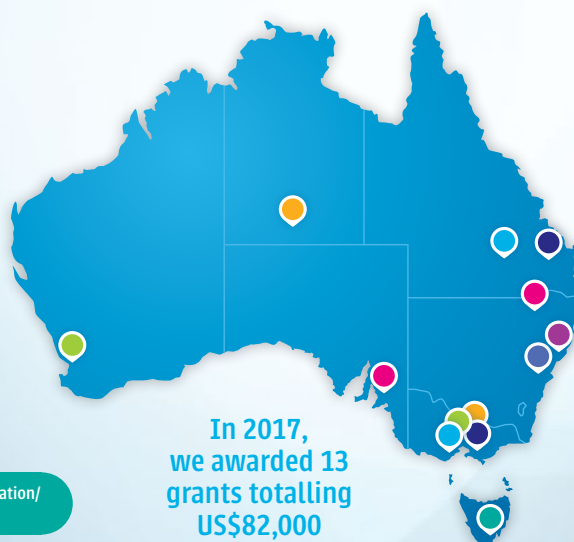 In 2017,
we awarded 13
grants totalling
US$82,000
ation/